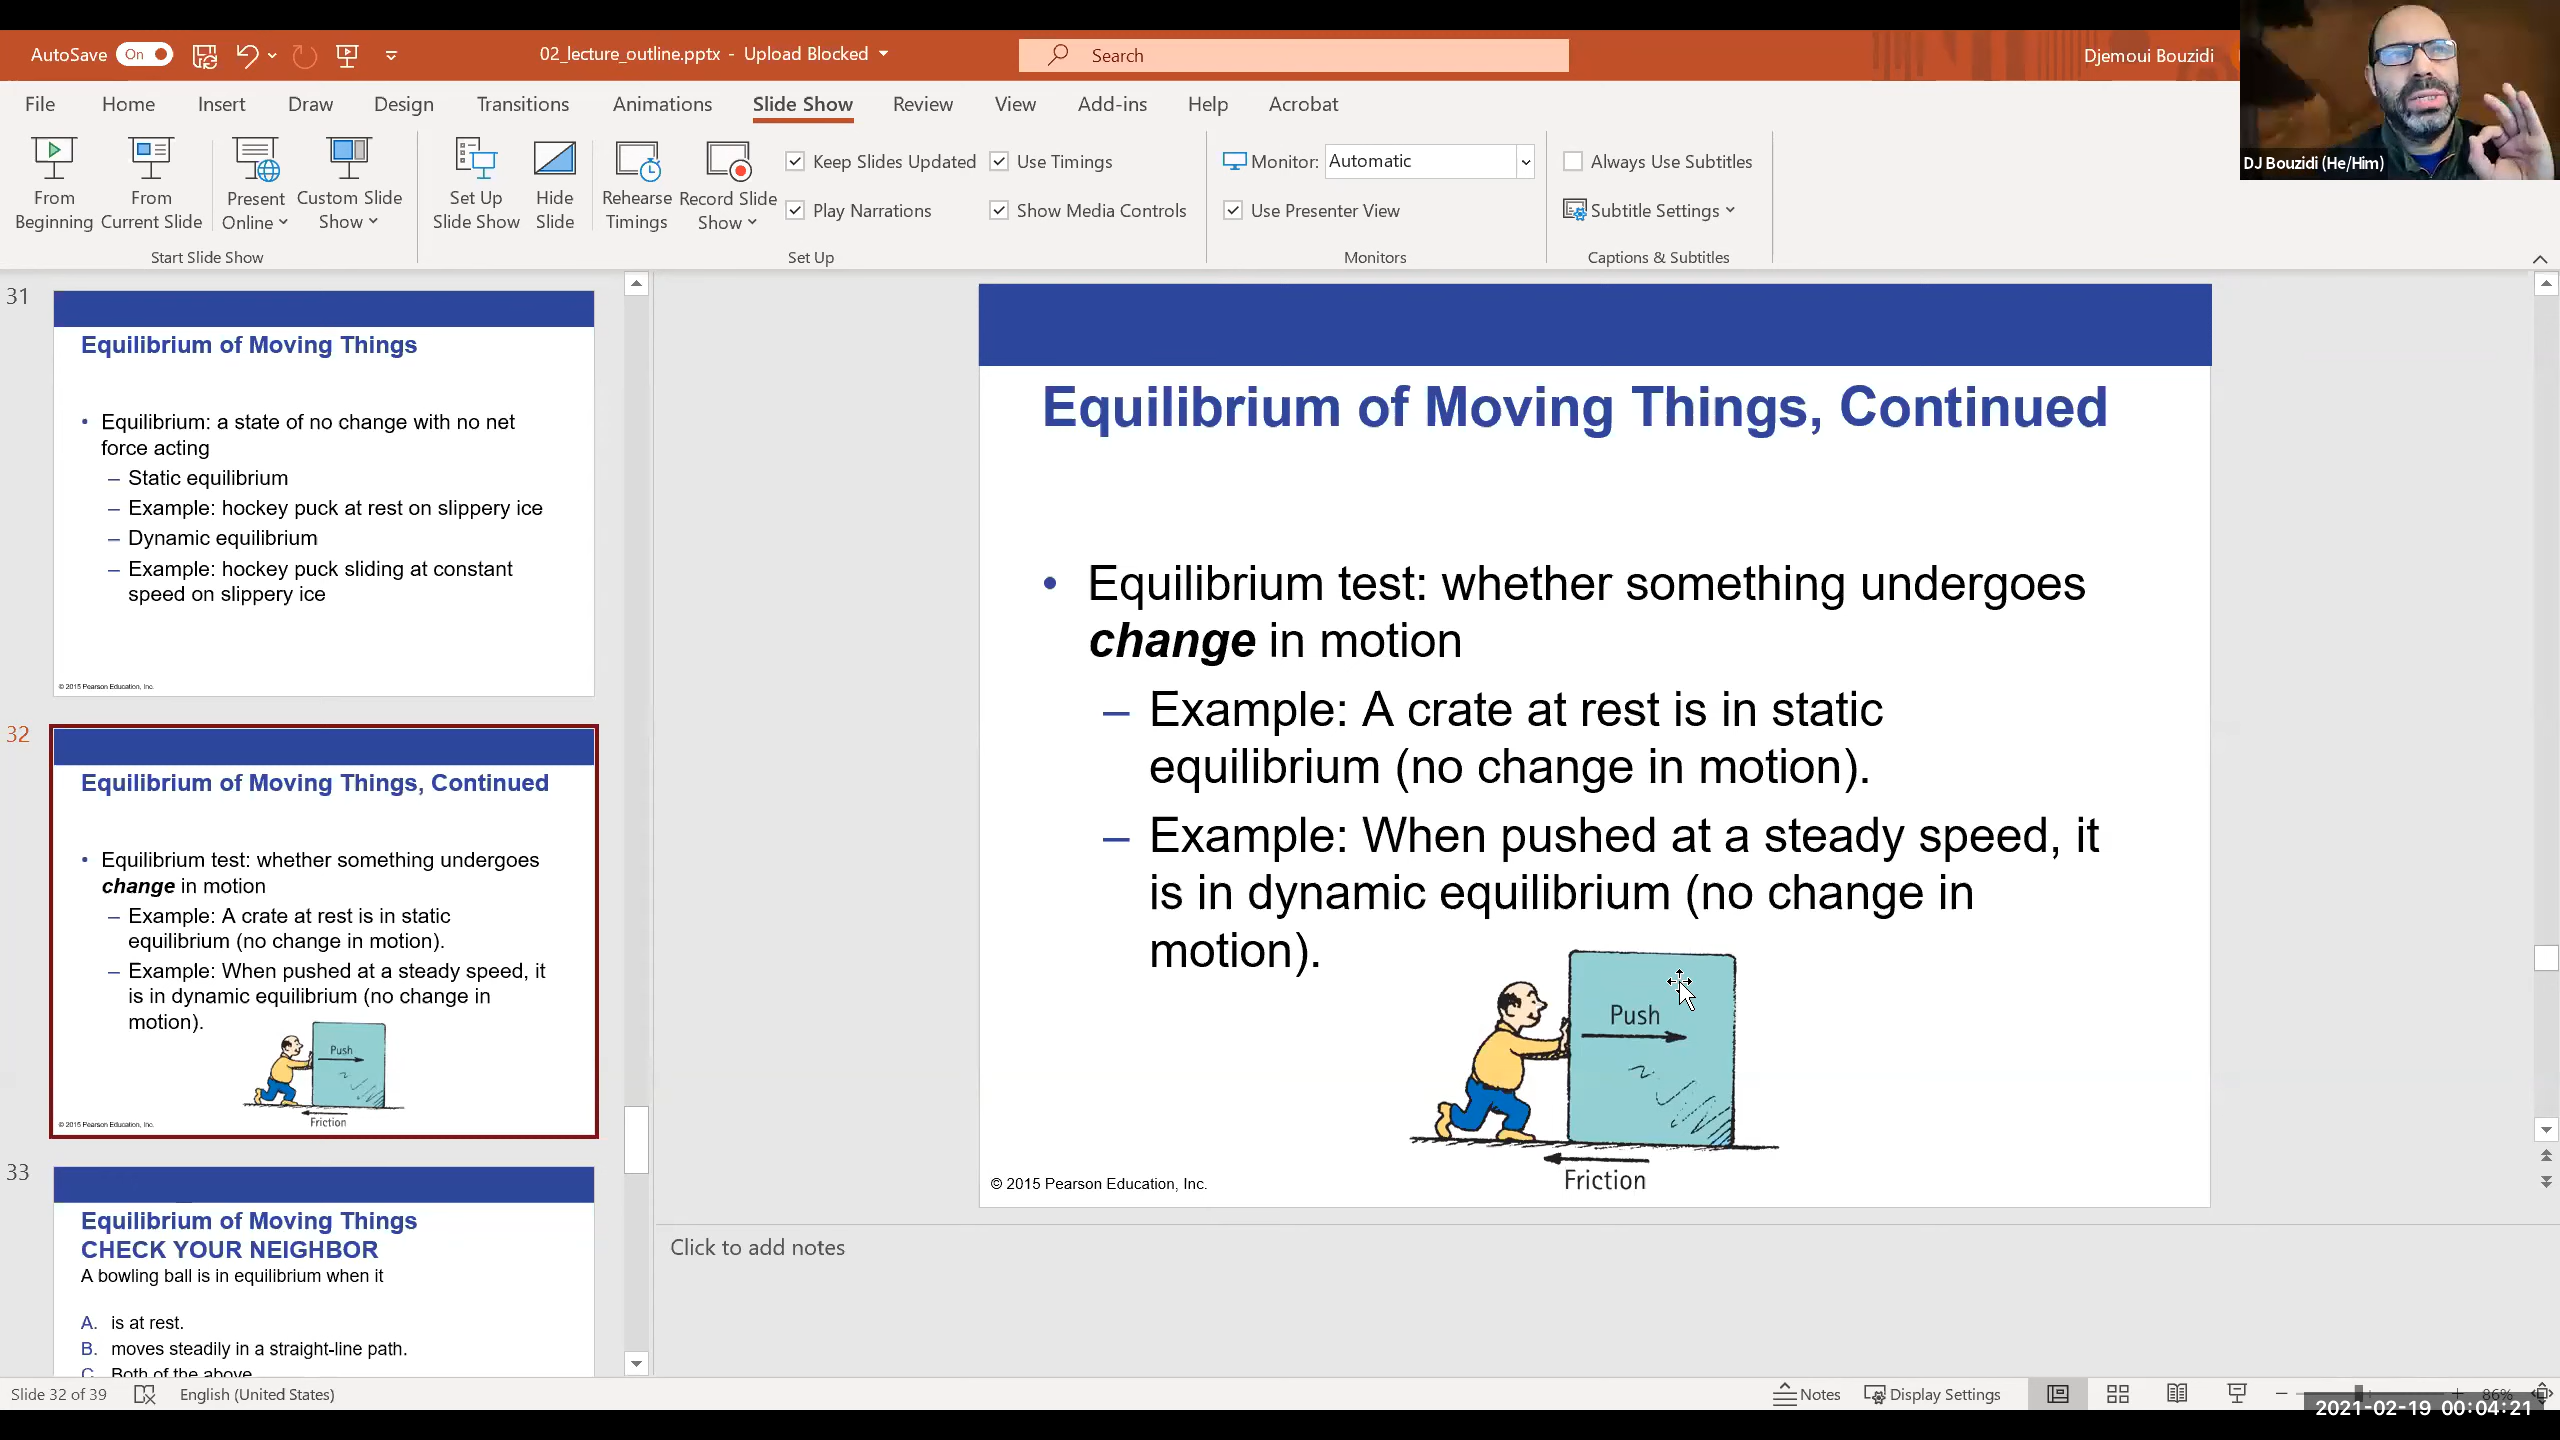 AutoSave On
02_lecture_outline.pptx - Upload Blocked
Search
Djemoui Bouzidi
File Home Insert Draw Design Transitions Animations Slide Show Review View Add-ins Help Acrobat
From Beginning
From Current Slide
Present Online
Custom Slide Show
Start Slide Show
Set Up Slide Show
Hide Slide
Rehearse Timings
Record Slide Show
Keep Slides Updated
Play Narrations
Use Timings
Show Media Controls
Set Up
Monitor: Automatic
Use Presenter View
Monitors
Always Use Subtitles
Subtitle Settings
Captions & Subtitles
DJ Bouzidi (He/Him)
31
Equilibrium of Moving Things
• Equilibrium: a state of no change with no net
force acting
– Static equilibrium
– Example: hockey puck at rest on slippery ice
– Dynamic equilibrium
– Example: hockey puck sliding at constant
speed on slippery ice
© 2015 Pearson Education, Inc.
32
Equilibrium of Moving Things, Continued
• Equilibrium test: whether something undergoes
change in motion
– Example: A crate at rest is in static
equilibrium (no change in motion).
– Example: When pushed at a steady speed, it
is in dynamic equilibrium (no change in
motion).
Push
Friction
© 2015 Pearson Education, Inc.
33
Equilibrium of Moving Things
CHECK YOUR NEIGHBOR
A bowling ball is in equilibrium when it
A. is at rest.
B. moves steadily in a straight-line path.
C. Both of the above
Equilibrium of Moving Things, Continued
• Equilibrium test: whether something undergoes
change in motion
– Example: A crate at rest is in static
equilibrium (no change in motion).
– Example: When pushed at a steady speed, it
is in dynamic equilibrium (no change in
motion).
Push
Friction
© 2015 Pearson Education, Inc.
Click to add notes
Slide 32 of 39
English (United States)
Notes
Display Settings
86%
2021-02-19 00:04:21